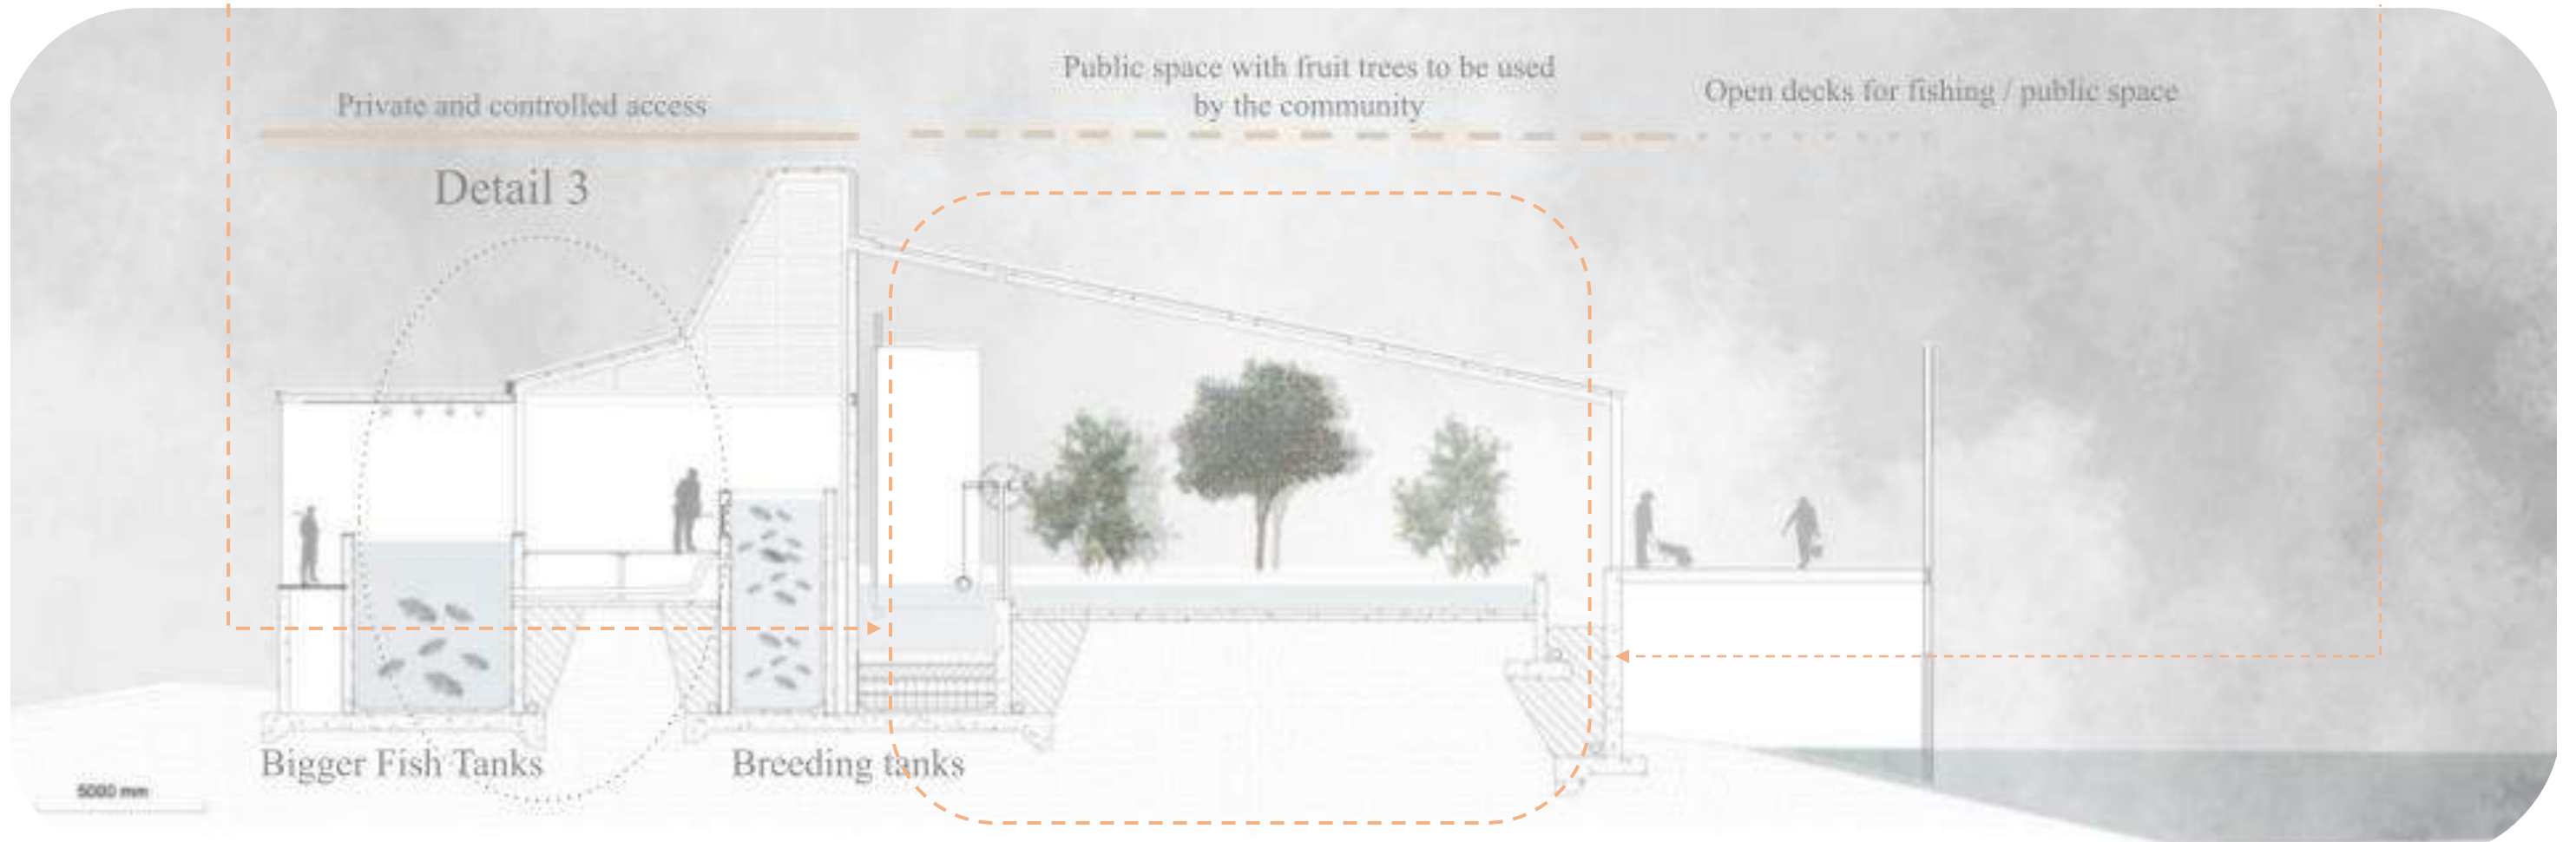 Public space with fruit trees to be used
by the community
Open decks for fishing / public space
Private and controlled access
Detail 3
Bigger Fish Tanks
Breeding tanks
5000 mm